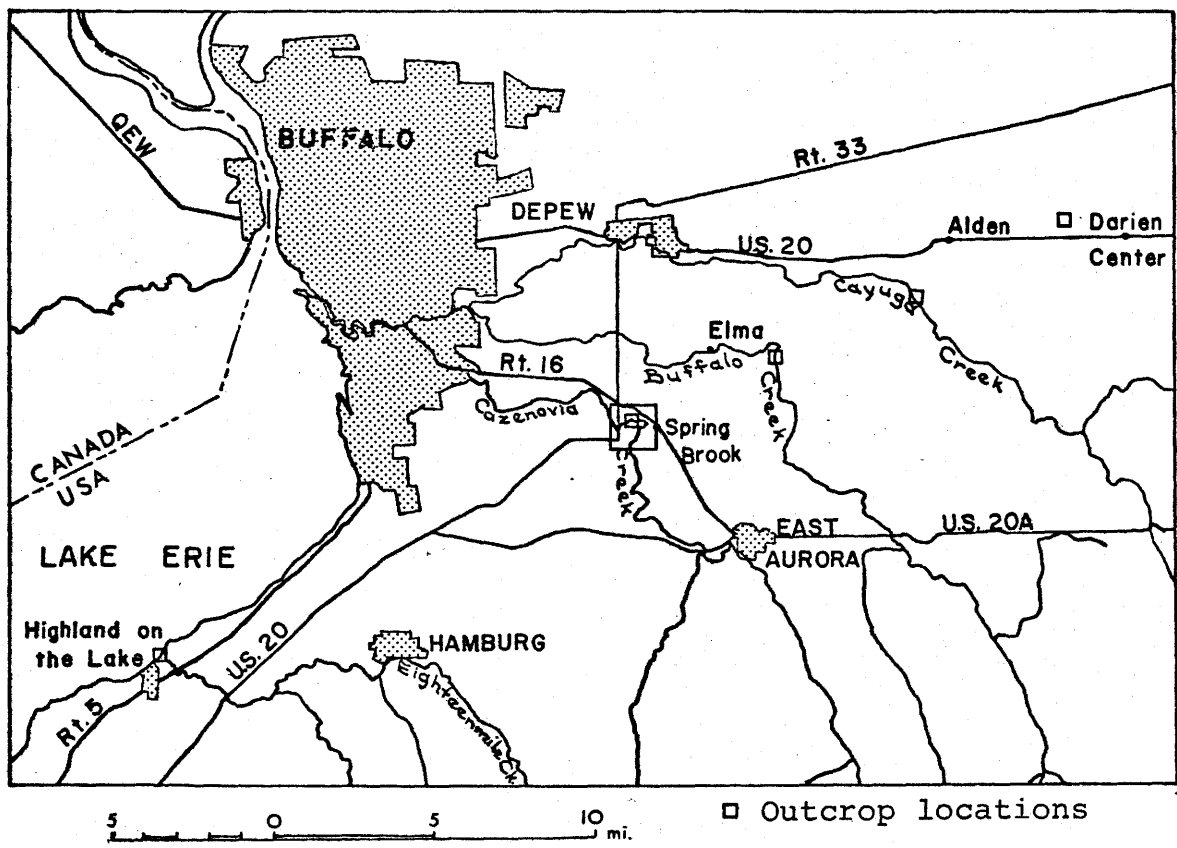 QEW
BUFFALO
Rt. 33
DEPEW
U.S. 20
Alden
Darien
Center
Cayuga
Creek
Elma
Buffalo
Creek
Rt. 16
Cazenovia
Creek
Spring
Brook
CANADA
USA
EAST
AURORA
U.S. 20A
LAKE ERIE
Highland on
the Lake
U.S. 20
HAMBURG
Eighteenmile Ck.
Rt. 5
5 0 5 10 mi.
Outcrop locations